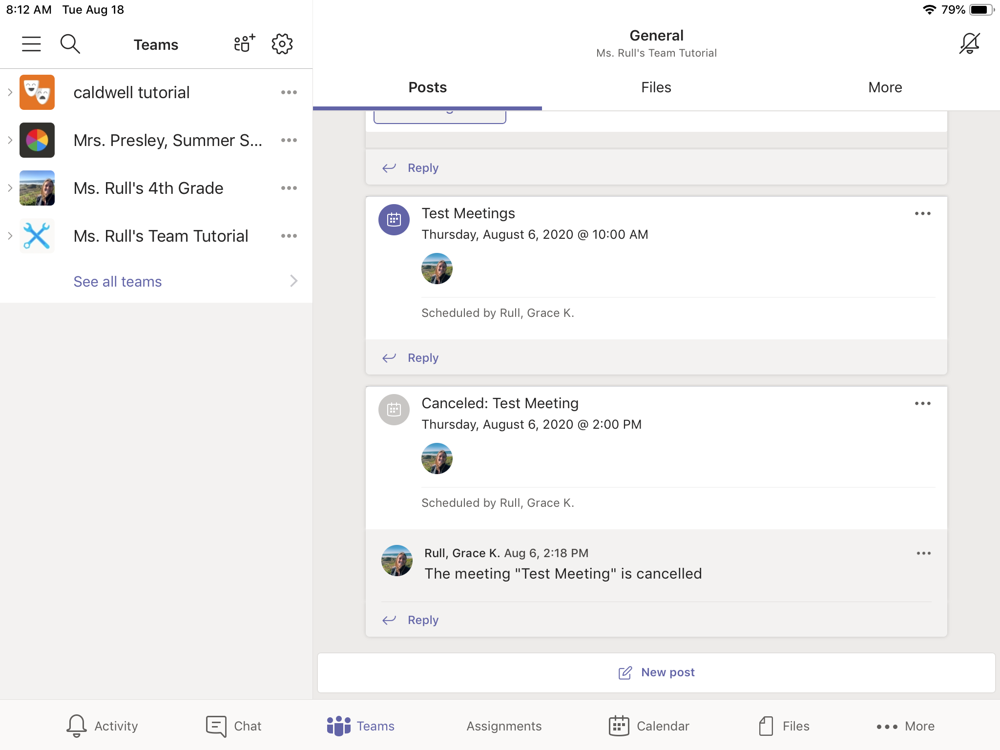 8:12 AM Tue Aug 18
79%
Teams
General
Ms. Rull's Team Tutorial
Posts
Files
More
caldwell tutorial
Mrs. Presley, Summer S...
Ms. Rull's 4th Grade
Ms. Rull's Team Tutorial
See all teams
Reply
Test Meetings
Thursday, August 6, 2020 @ 10:00 AM
Scheduled by Rull, Grace K.
Reply
Canceled: Test Meeting
Thursday, August 6, 2020 @ 2:00 PM
Scheduled by Rull, Grace K.
Rull, Grace K. Aug 6, 2:18 PM
The meeting "Test Meeting" is cancelled
Reply
New post
Activity
Chat
Teams
Assignments
Calendar
Files
More